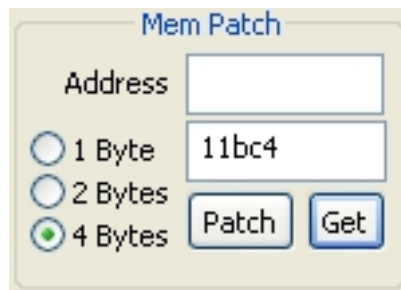 Mem Patch
Address
1 Byte 11bc4
2 Bytes
4 Bytes Patch Get